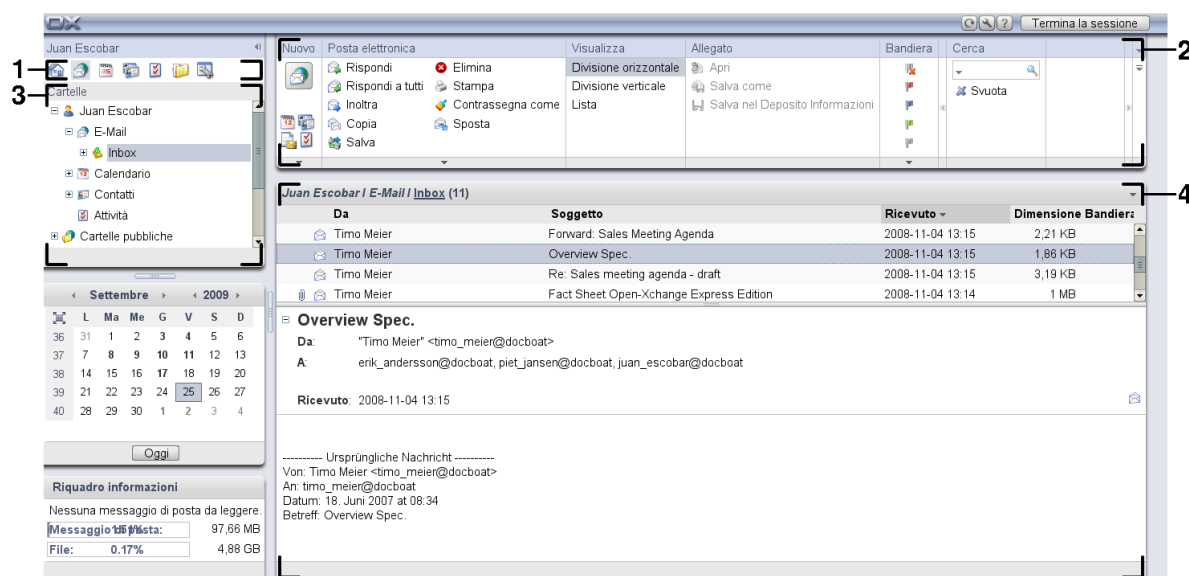 OX
Termina la sessione
Juan Escobar
Nuovo Posta elettronica Visualizza Allegato Bandiera Cerca
1
2
3
4
Rispondi Elimina Divisione orizzontale Apri
Rispondi a tutti Stampa Divisione verticale Salva come
Inoltra Contrassegna come Lista Salva nel Deposito Informazioni
Copia Sposta
Salva
Svuota
Cartelle
Juan Escobar
E-Mail
Inbox
Calendario
Contatti
Attività
Cartelle pubbliche
Juan Escobar / E-Mail / Inbox (11)
Da Soggetto Ricevuto Dimensione Bandiera
Timo Meier Forward: Sales Meeting Agenda 2008-11-04 13:15 2,21 KB
Timo Meier Overview Spec. 2008-11-04 13:15 1,86 KB
Timo Meier Re: Sales meeting agenda - draft 2008-11-04 13:15 3,19 KB
Timo Meier Fact Sheet Open-Xchange Express Edition 2008-11-04 13:14 1 MB
Settembre 2009
L Ma Me G V S D
36 31 1 2 3 4 5 6
37 7 8 9 10 11 12 13
38 14 15 16 17 18 19 20
39 21 22 23 24 25 26 27
40 28 29 30 1 2 3 4
Oggi
Riquadro informazioni
Nessuna messaggio di posta da leggere.
Messaggio di posta: 1.51% 97,66 MB
File: 0.17% 4,88 GB
Overview Spec.
Da: "Timo Meier" <timo_meier@docboat>
A: erik_andersson@docboat, piet_jansen@docboat, juan_escobar@docboat
Ricevuto: 2008-11-04 13:15
---------- Ursprüngliche Nachricht ----------
Von: Timo Meier <timo_meier@docboat>
An: timo_meier@docboat
Datum: 18. Juni 2007 at 08:34
Betreff: Overview Spec.